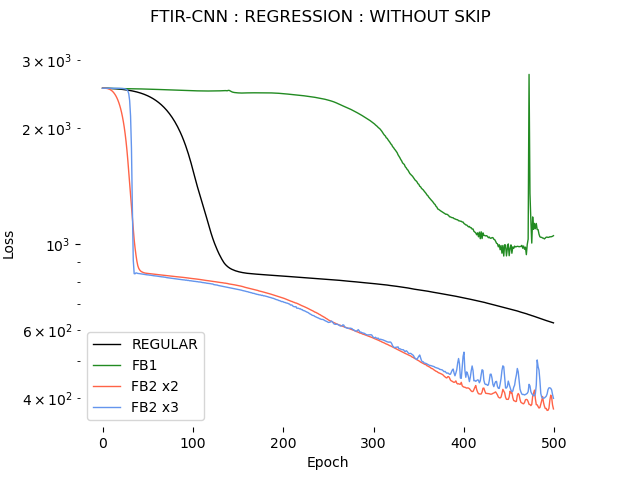 FTIR-CNN : REGRESSION : WITHOUT SKIP
Loss
3 × 10³
2 × 10³
10³
6 × 10²
4 × 10²
REGULAR
FB1
FB2 x2
FB2 x3
0 100 200 300 400 500
Epoch